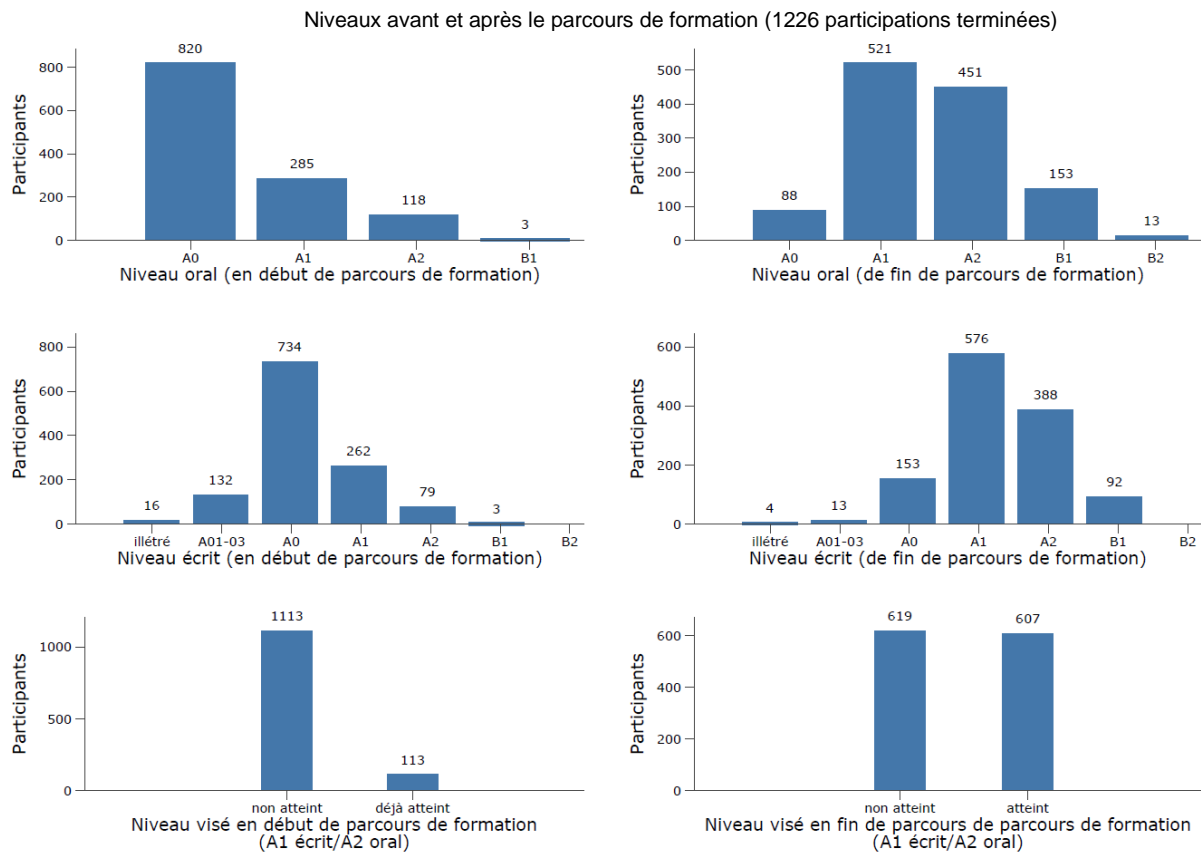 Niveaux avant et après le parcours de formation (1226 participations terminées)
Participants
800
600
400
200
0
820
285
118
3
A0 A1 A2 B1
Niveau oral (en début de parcours de formation)
Participants
500
400
300
200
100
0
88
521
451
153
13
A0 A1 A2 B1 B2
Niveau oral (de fin de parcours de formation)
Participants
800
600
400
200
0
16
132
734
262
79
3
illétré A01-03 A0 A1 A2 B1 B2
Niveau écrit (en début de parcours de formation)
Participants
600
400
200
0
4
13
153
576
388
92
illétré A01-03 A0 A1 A2 B1 B2
Niveau écrit (de fin de parcours de formation)
Participants
1000
500
0
1113
113
non atteint déjà atteint
Niveau visé en début de parcours de formation
(A1 écrit/A2 oral)
Participants
600
400
200
0
619
607
non atteint atteint
Niveau visé en fin de parcours de parcours de formation
(A1 écrit/A2 oral)